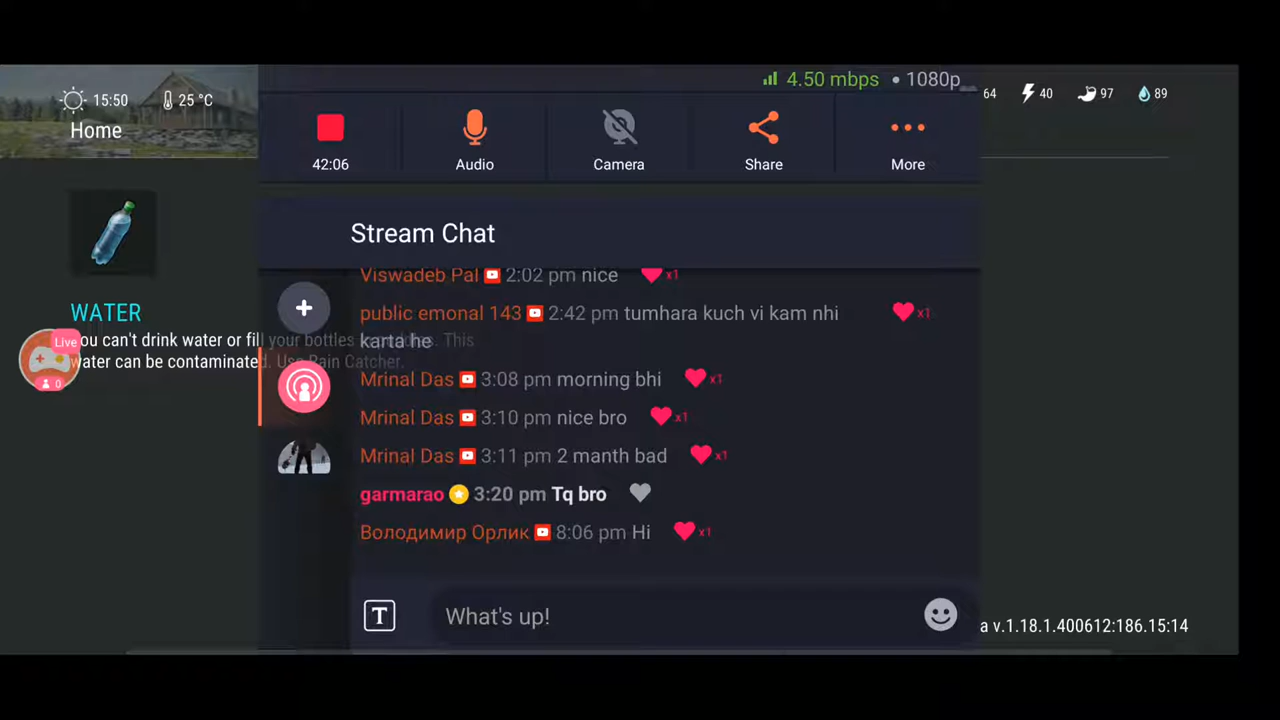 4.50 mbps • 1080p
15:50 25 °C
Home
64 40 97 89
42:06 Audio Camera Share More
Stream Chat
Viswadeb Pal 2:02 pm nice x1
WATER
public emonal 143 2:42 pm tumhara kuch vi kam nhi x1
kanta he
Live
ou can't drink water or fill your bottles puddles. This
water can be contaminated. Use Rain Catcher.
0
Mrinal Das 3:08 pm morning bhi x1
Mrinal Das 3:10 pm nice bro x1
Mrinal Das 3:11 pm 2 manth bad x1
garmarao 3:20 pm Tq bro
Володимир Орлик 8:06 pm Hi x1
T What's up!
a v.1.18.1.400612:186.15:14